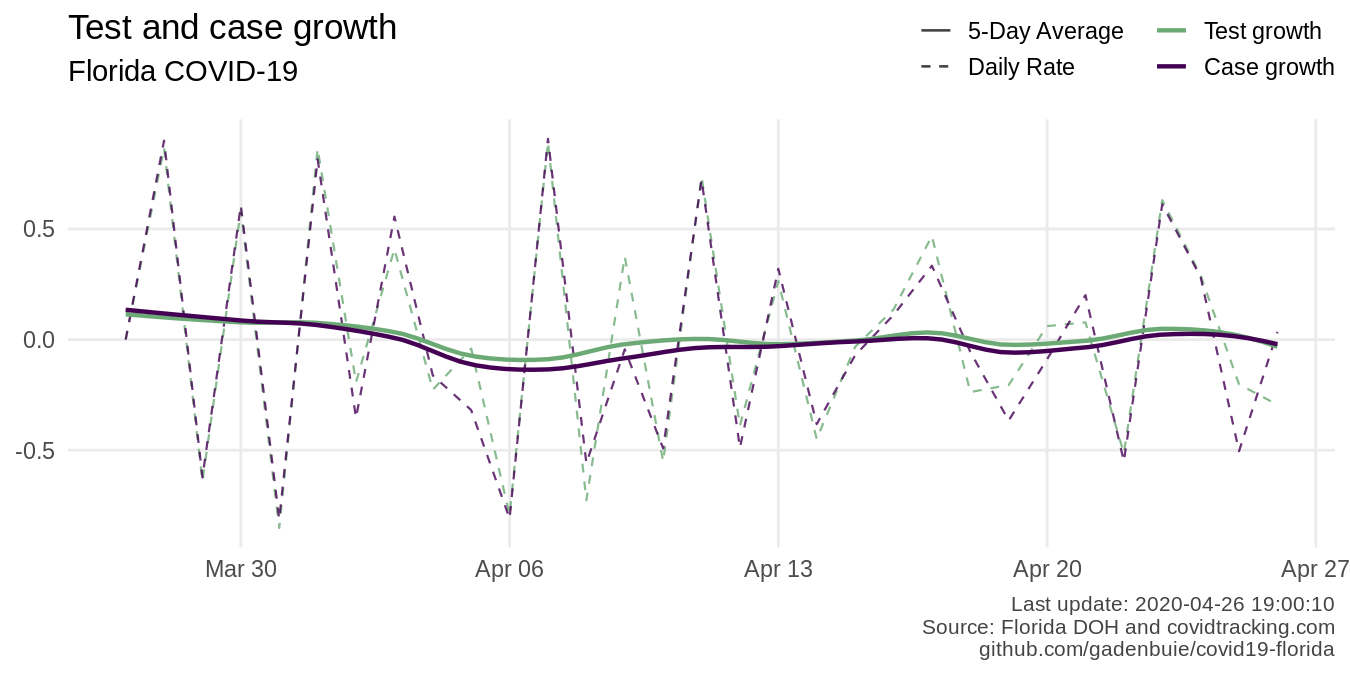 Test and case growth
Florida COVID-19
5-Day Average
Test growth
Daily Rate
Case growth
0.5
0.0
-0.5
Mar 30
Apr 06
Apr 13
Apr 20
Apr 27
Last update: 2020-04-26 19:00:10
Source: Florida DOH and covidtracking.com
github.com/gadenbuie/covid19-florida